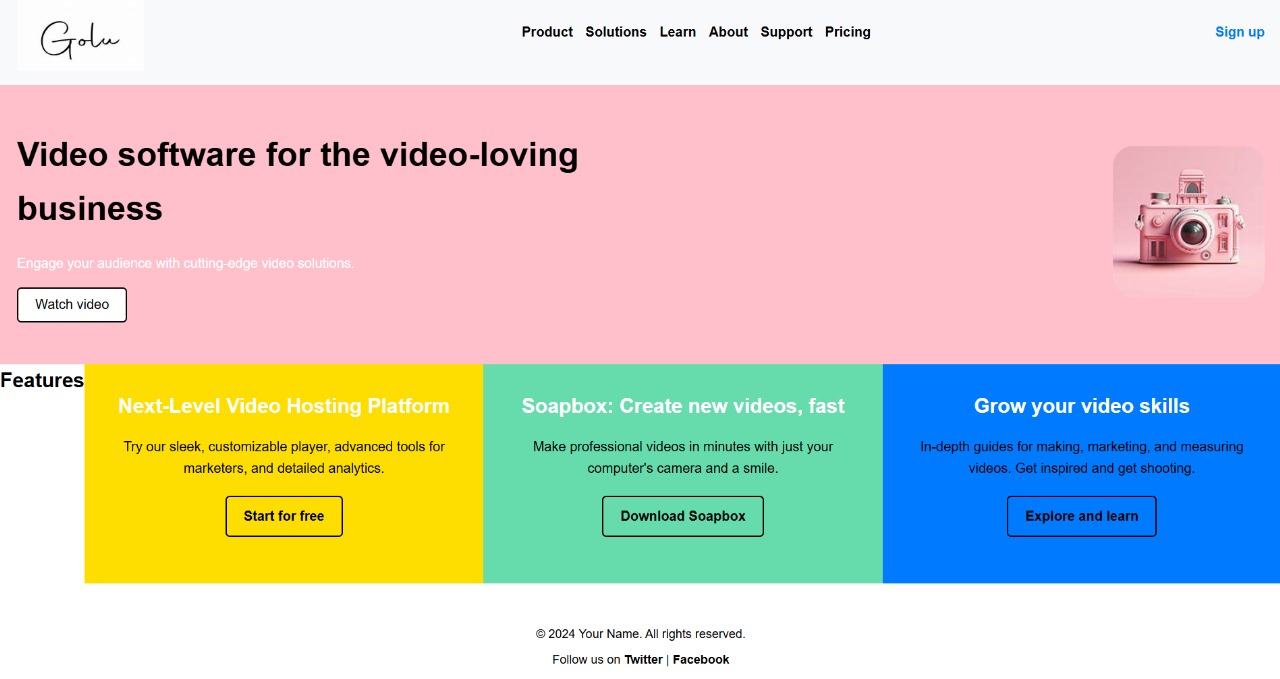 Golu
Product Solutions Learn About Support Pricing
Sign up
Video software for the video-loving
business
Engage your audience with cutting-edge video solutions.
Watch video
Features
Next-Level Video Hosting Platform
Try our sleek, customizable player, advanced tools for
marketers, and detailed analytics.
Start for free
Soapbox: Create new videos, fast
Make professional videos in minutes with just your
computer's camera and a smile.
Download Soapbox
Grow your video skills
In-depth guides for making, marketing, and measuring
videos. Get inspired and get shooting.
Explore and learn
© 2024 Your Name. All rights reserved.
Follow us on Twitter | Facebook